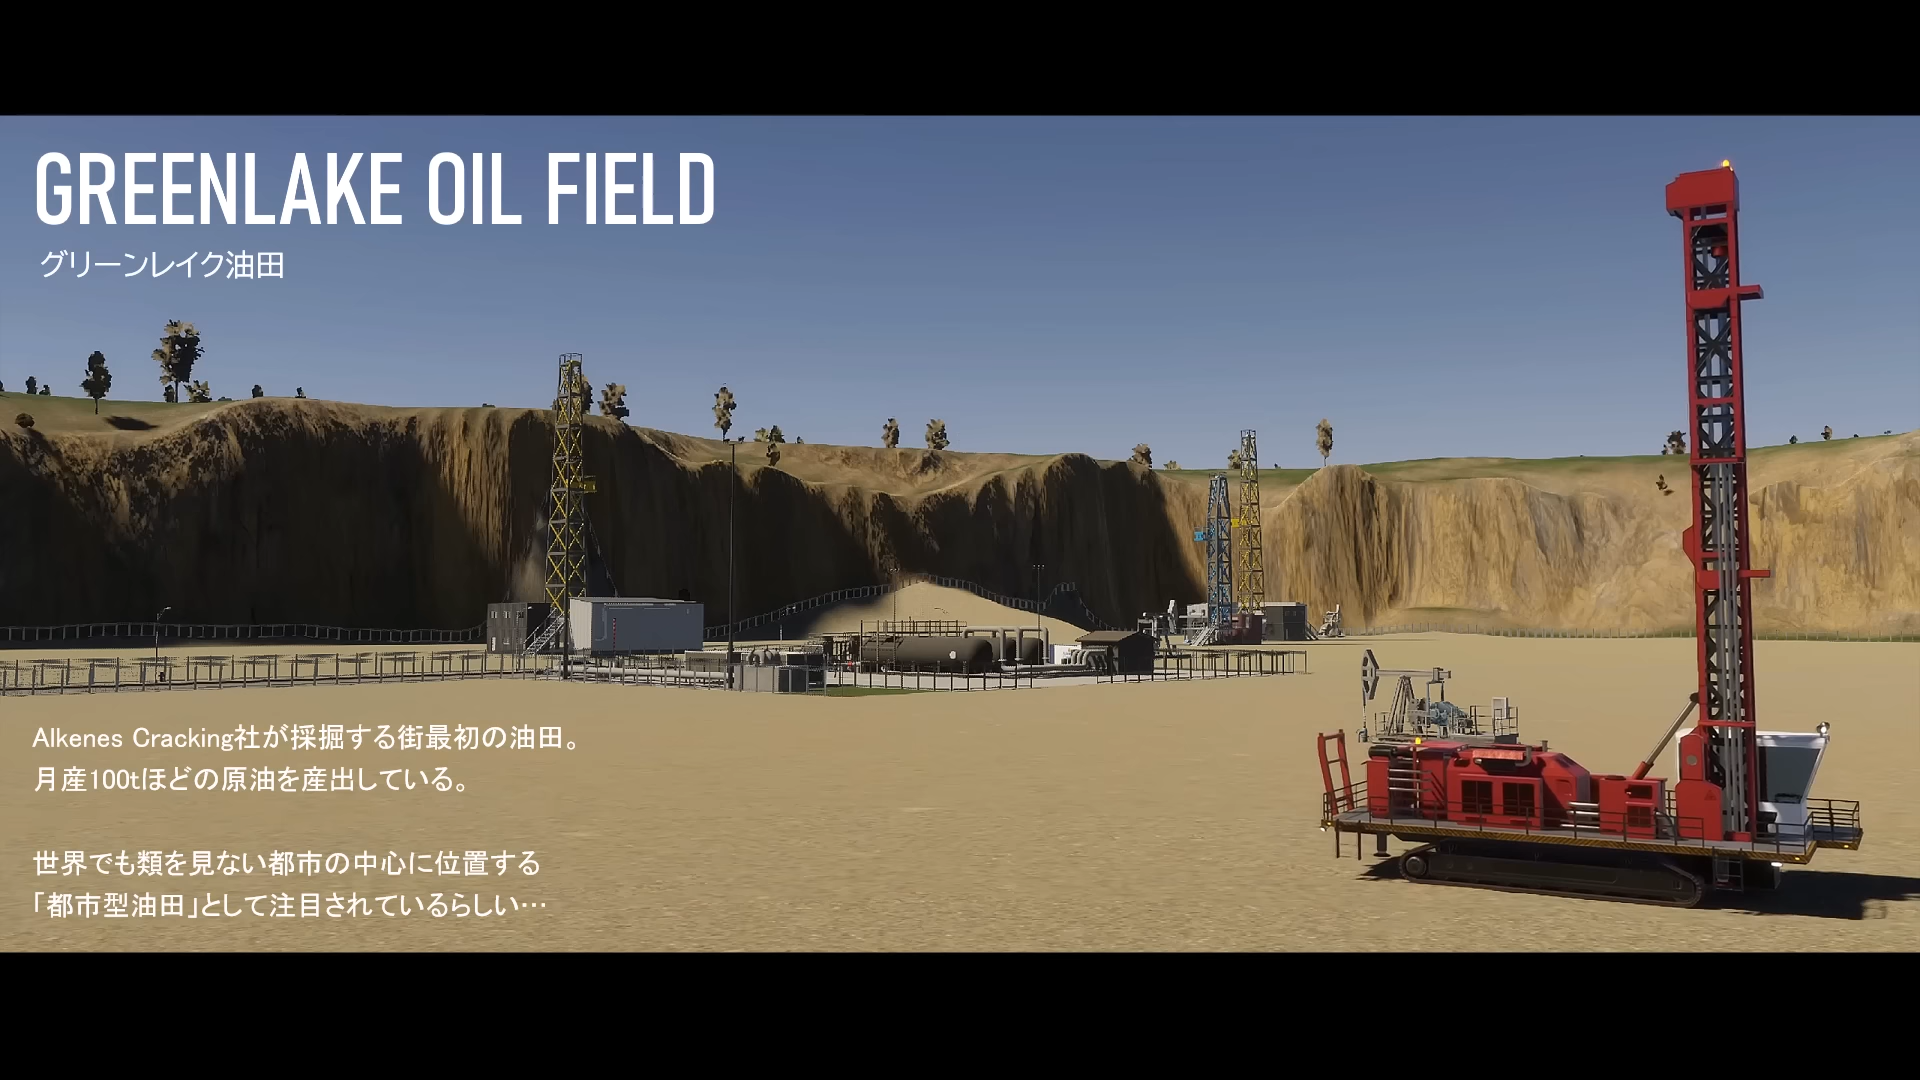 GREENLAKE OIL FIELD
グリーンレイク油田
Alkenes Cracking社が採掘する街最初の油田。
月産100tほどの原油を産出している。
世界でも類を見ない都市の中心に位置する
「都市型油田」として注目されているらしい…